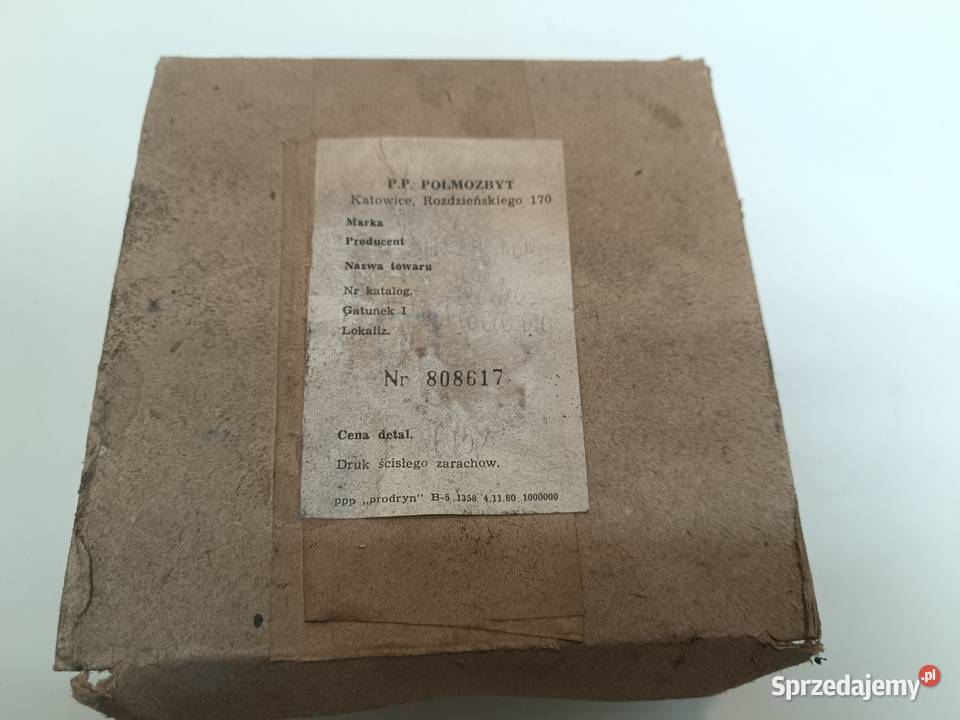 P.P. POLMOZBYT
Katowice, Rozdzieńskiego 170
Marka
Producent
Nazwa towaru
Nr katalog.
Gatunek I
Lokaliz.
Nr 808617
Cena detal.
Druk ścisłego zarachow.
ppp „prodryn" B-5 1358 4.11.80 1000000
Sprzedajemy.pl